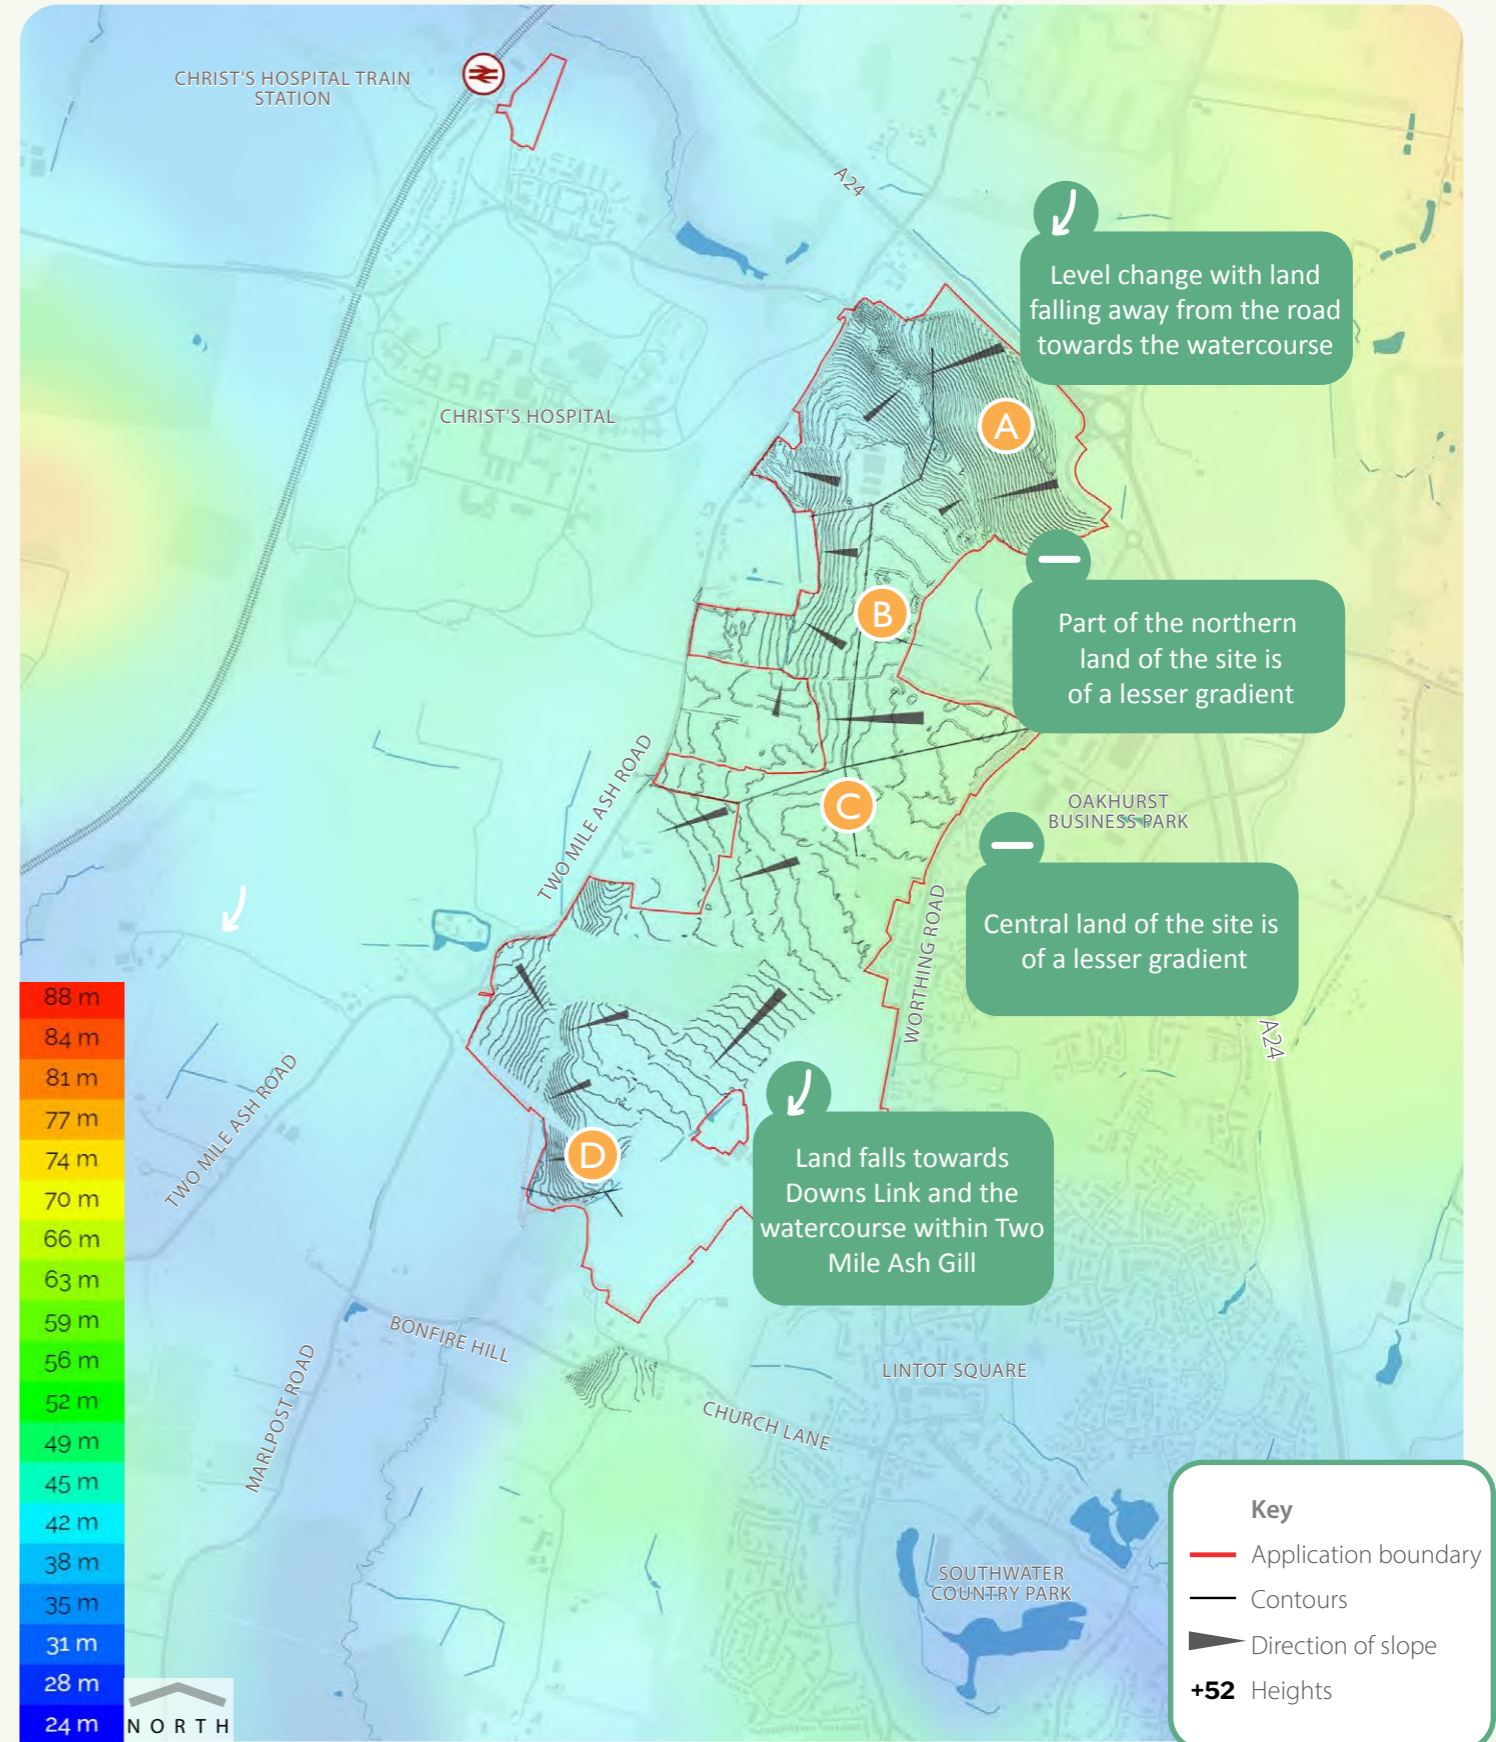 CHRIST'S HOSPITAL TRAIN
STATION
A24
Level change with land
falling away from the road
towards the watercourse
CHRIST'S HOSPITAL
A
Part of the northern
land of the site is
of a lesser gradient
B
TWO MILE ASH ROAD
C
OAKHURST
BUSINESS PARK
Central land of the site is
of a lesser gradient
WORTHING ROAD
A24
TWO MILE ASH ROAD
D
Land falls towards
Downs Link and the
watercourse within Two
Mile Ash Gill
BONFIRE HILL
MARLPOST ROAD
LINTOT SQUARE
CHURCH LANE
SOUTHWATER
COUNTRY PARK
88 m
84 m
81 m
77 m
74 m
70 m
66 m
63 m
59 m
56 m
52 m
49 m
45 m
42 m
38 m
35 m
31 m
28 m
24 m
NORTH
Key
Application boundary
Contours
Direction of slope
+52 Heights